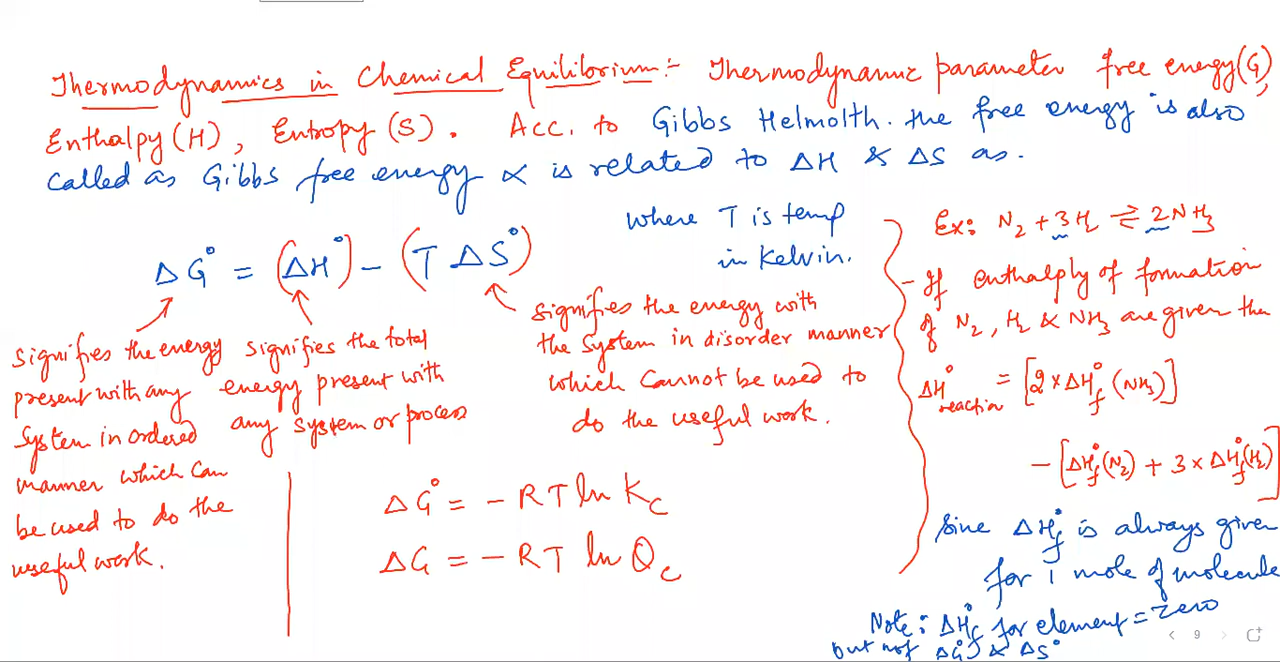 Thermodynamics in Chemical Equilibrium :- Thermodynamic parameter free energy (G),
Enthalpy (H), Entropy (S). Acc. to Gibbs Helmolth. the free energy is also
called as Gibbs free energy & is related to ΔH & ΔS as.
ΔG° = (ΔH°) - (T ΔS°)
where T is temp
in Kelvin.
signifies the energy
present with any
system in ordered
manner which can
be used to do the
useful work.
signifies the total
energy present with
any system or process
signifies the energy with
the system in disorder manner
which cannot be used to
do the useful work.
ΔG° = - RT ln Kc
ΔG = - RT ln Qc
Ex: N₂ + 3H₂ ⇌ 2NH₃
- If enthalply of formation
of N₂, H₂ & NH₃ are given the
ΔH°reaction = [2 × ΔH°f (NH₃)]
- [ΔH°f (N₂) + 3 × ΔH°f (H₂)]
Sine ΔH°f is always given
for 1 mole of molecule
Note: ΔH°f for element = zero
but not ΔG° & ΔS°
< 9 >